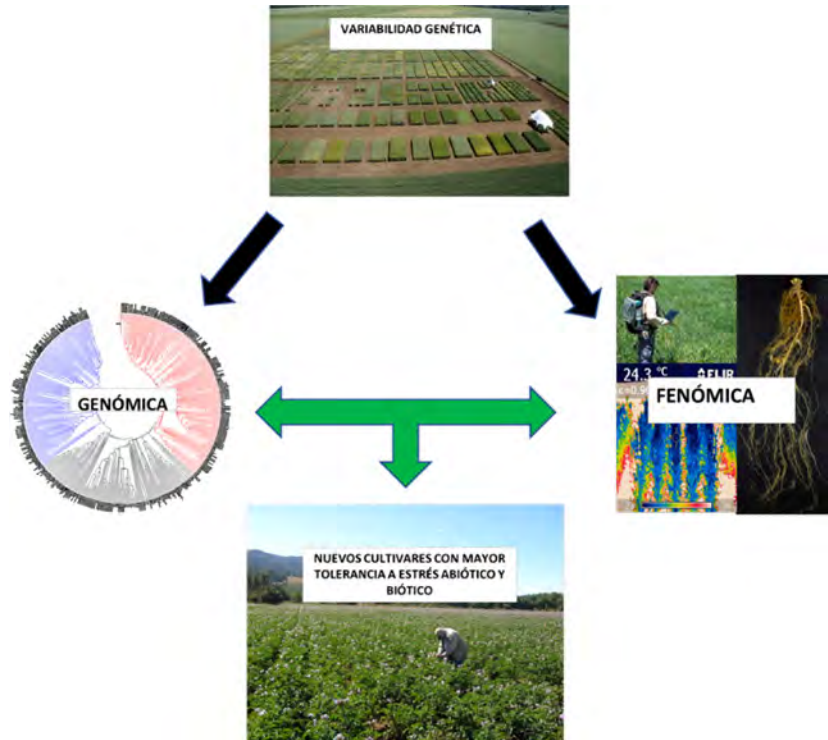 VARIABILIDAD GENÉTICA
GENÓMICA
24.3 °C
FLIR
FENÓMICA
NUEVOS CULTIVARES CON MAYOR
TOLERANCIA A ESTRÉS ABIÓTICO Y
BIÓTICO